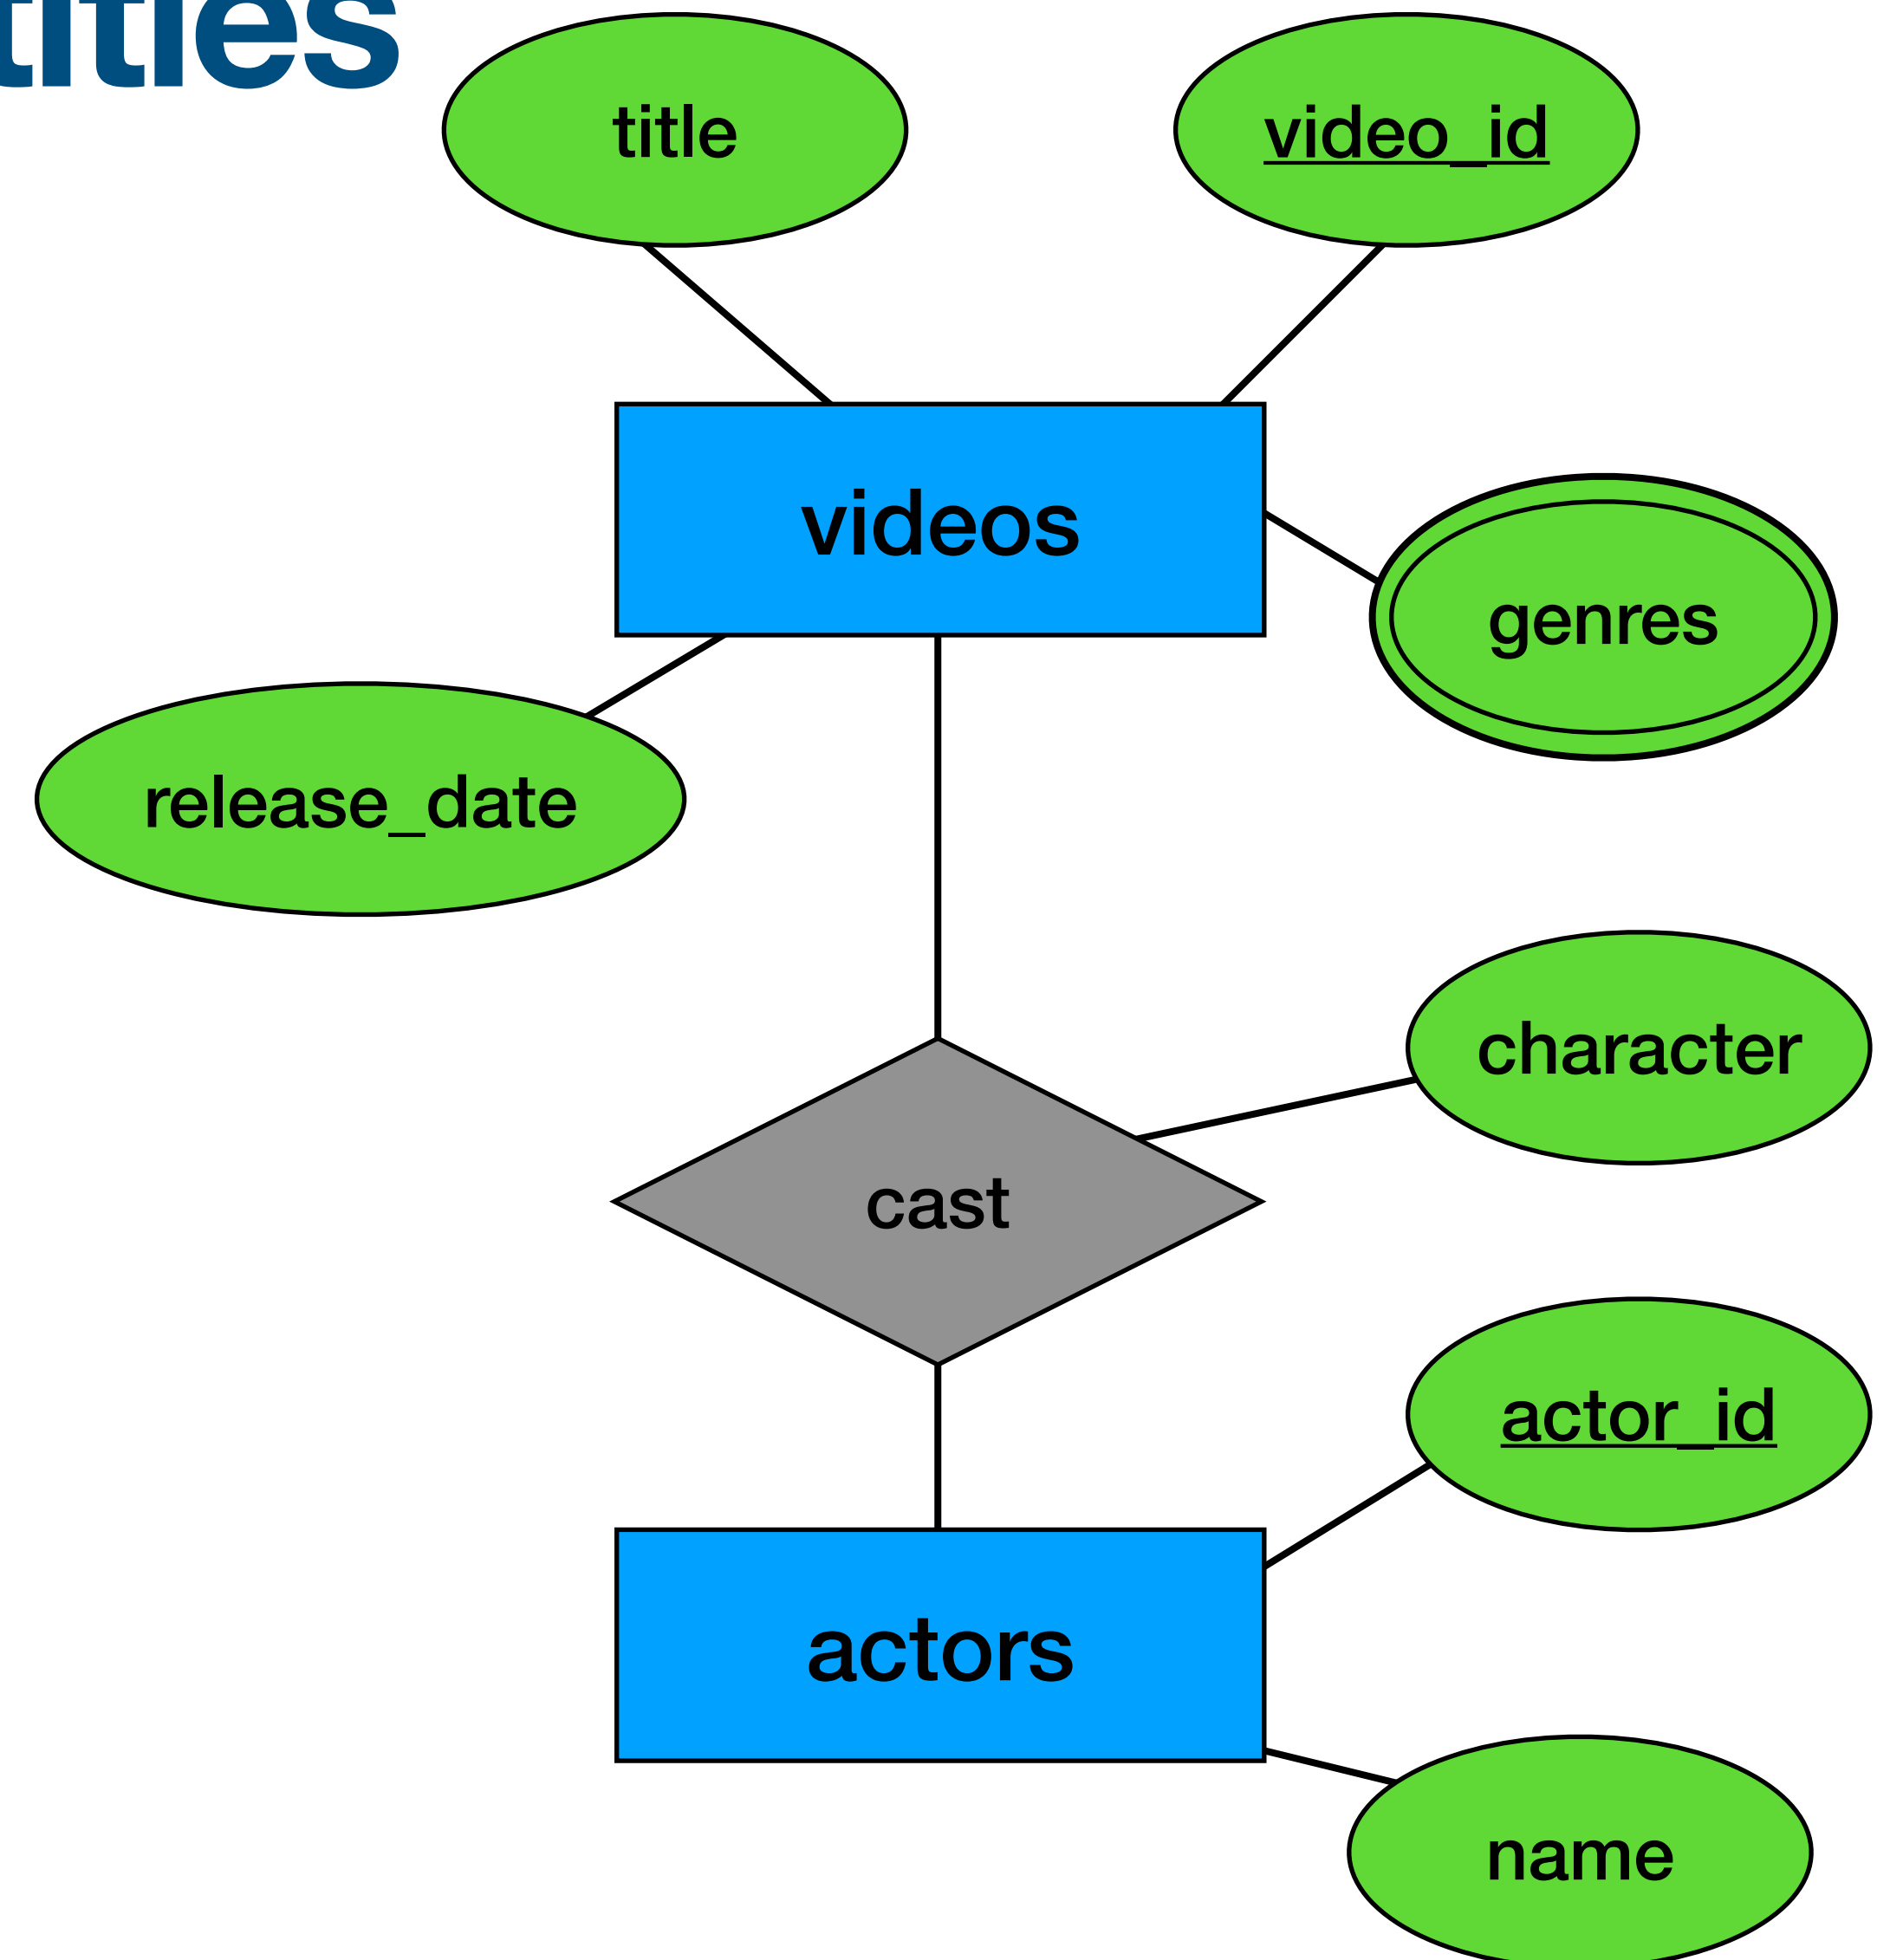 title
video_id
videos
genres
release_date
character
cast
actor_id
actors
name